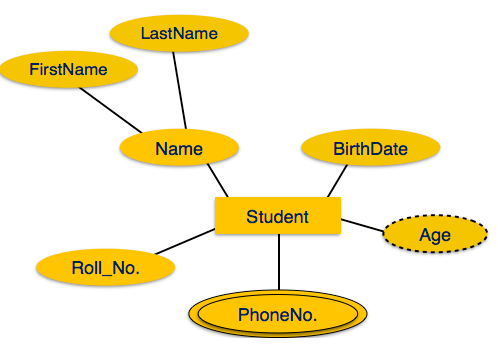 LastName
FirstName
Name
BirthDate
Student
Age
Roll_No.
PhoneNo.